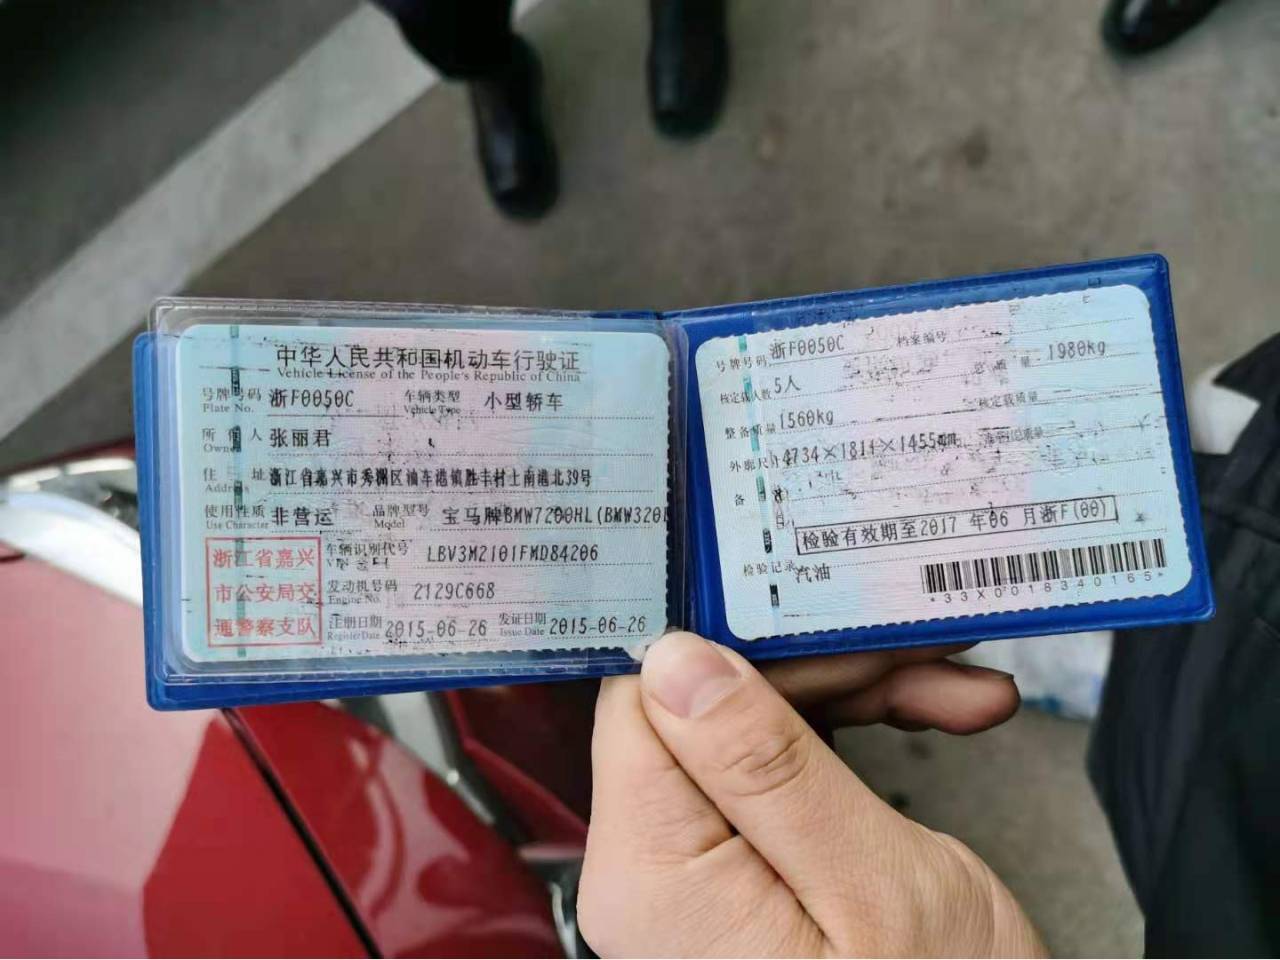 中华人民共和国机动车行驶证
Vehicle License of the People's Republic of China
号牌号码 浙F0050C 车辆类型 小型轿车
Plate No. Vehicle Type
所有人 张丽君
Owner
住址 浙江省嘉兴市秀洲区油车港镇胜丰村土南港北39号
Address
使用性质 非营运 品牌型号 宝马牌BMW7200HL(BMW320l
Use Character Model
浙江省嘉兴
市公安局交
通警察支队
车辆识别代号 LBV3M2101FMD84206
发动机号码 2129C668
Engine No.
注册日期 2015-06-26 发证日期 2015-06-26
Register Date Issue Date
号牌号码 浙F0050C 档案编号
核定载人数 5人 总质量 1980kg
整备质量 1560kg 核定载质量
外廓尺寸 4734×1811×1455mm
备
检验有效期至2017 年06 月浙F(00)
检验记录 汽油
*33X0018340165*